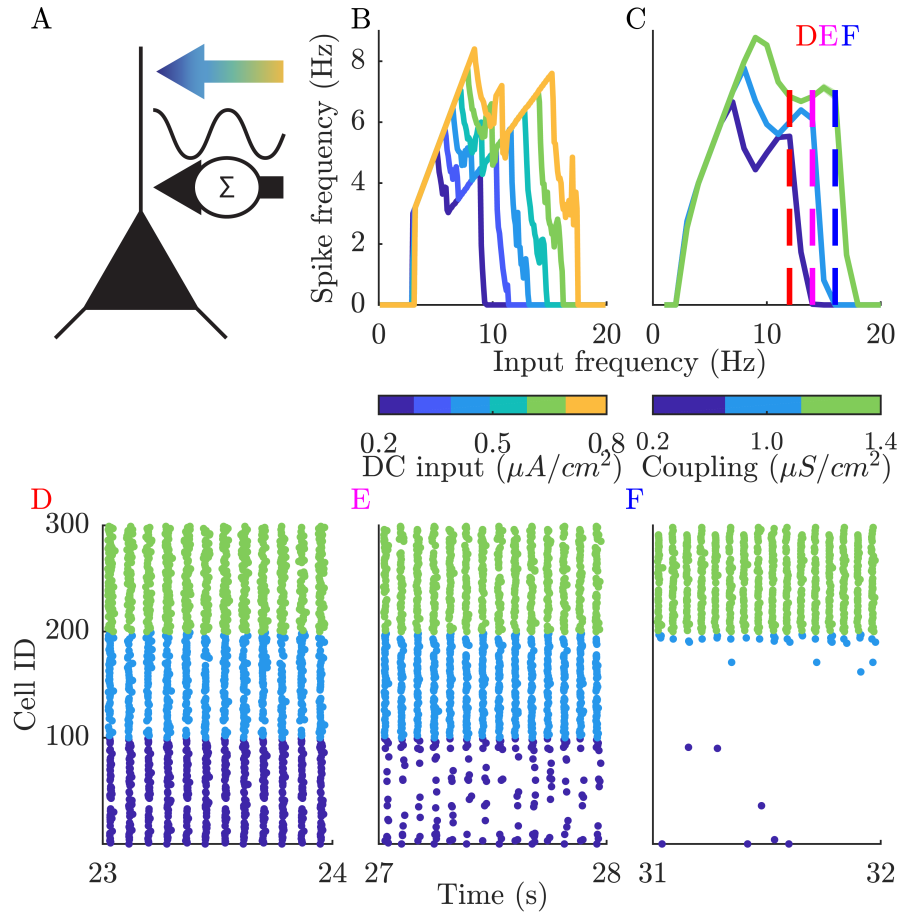 A
B
C
DEF
Σ
Spike frequency (Hz)
8
6
4
2
0
0 10 20
0 10 20
Input frequency (Hz)
0.2 0.5 0.8
0.2 1.0 1.4
DC input (μA/cm²)
Coupling (μS/cm²)
D
E
F
Cell ID
300
200
100
23 24
27 28
31 32
Time (s)